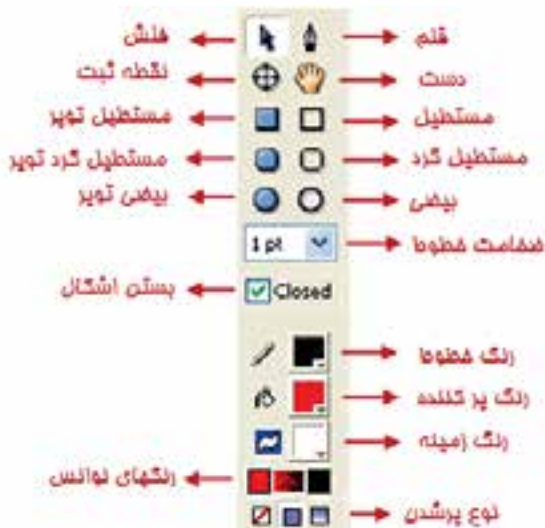 قلم فلش
دست نقطه ثبت
مستطیل مستطیل توپر
مستطیل گرد مستطیل گرد توپر
بیضی بیضی توپر
ضخامت خطوط 1 pt
Closed بستن اشکال
رنگ خطوط
رنگ پر کننده
رنگ زمینه
رنگهای نوانس
نوع پرشدن